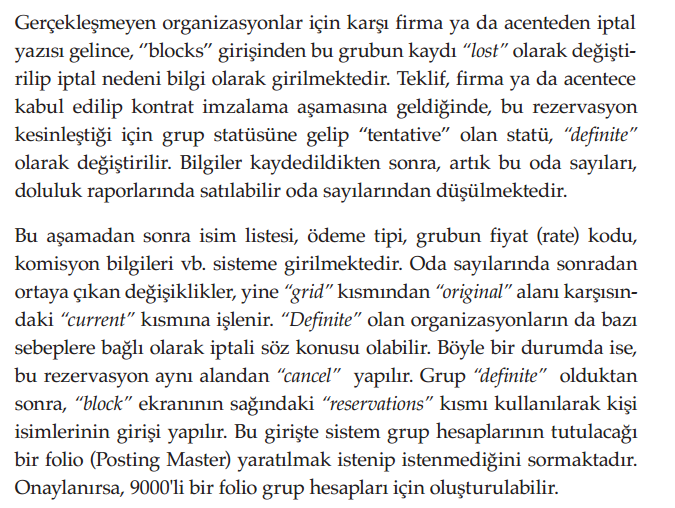 Gerçekleşmeyen organizasyonlar için karşı firma ya da acenteden iptal
yazısı gelince, ‘’blocks’’ girişinden bu grubun kaydı “lost” olarak değişti-
rilip iptal nedeni bilgi olarak girilmektedir. Teklif, firma ya da acentece
kabul edilip kontrat imzalama aşamasına geldiğinde, bu rezervasyon
kesinleştiği için grup statüsüne gelip “tentative” olan statü, “definite”
olarak değiştirilir. Bilgiler kaydedildikten sonra, artık bu oda sayıları,
doluluk raporlarında satılabilir oda sayılarından düşülmektedir.
Bu aşamadan sonra isim listesi, ödeme tipi, grubun fiyat (rate) kodu,
komisyon bilgileri vb. sisteme girilmektedir. Oda sayılarında sonradan
ortaya çıkan değişiklikler, yine “grid” kısmından “original” alanı karşısın-
daki “current” kısmına işlenir. “Definite” olan organizasyonların da bazı
sebeplere bağlı olarak iptali söz konusu olabilir. Böyle bir durumda ise,
bu rezervasyon aynı alandan “cancel” yapılır. Grup “definite” olduktan
sonra, “block” ekranının sağındaki “reservations” kısmı kullanılarak kişi
isimlerinin girişi yapılır. Bu girişte sistem grup hesaplarının tutulacağı
bir folio (Posting Master) yaratılmak istenip istenmediğini sormaktadır.
Onaylanırsa, 9000'li bir folio grup hesapları için oluşturulabilir.